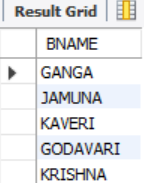 Result Grid
BNAME
GANGA
JAMUNA
KAVERI
GODAVARI
KRISHNA